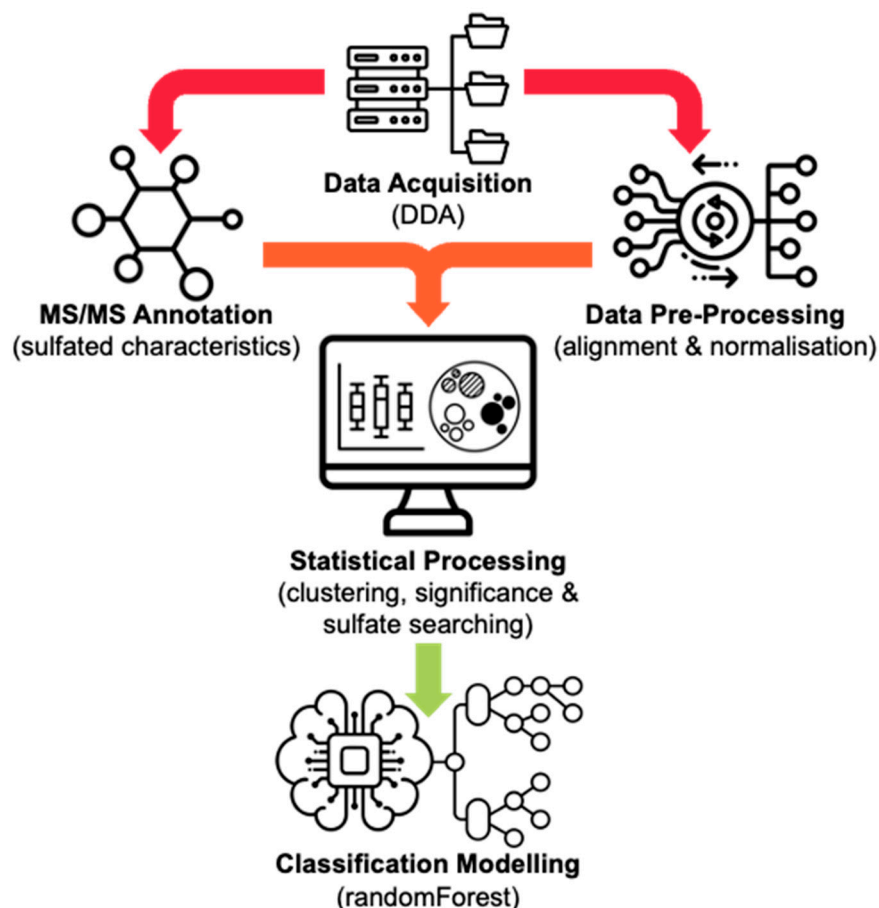 Data Acquisition
(DDA)
MS/MS Annotation
(sulfated characteristics)
Data Pre-Processing
(alignment & normalisation)
Statistical Processing
(clustering, significance &
sulfate searching)
Classification Modelling
(randomForest)